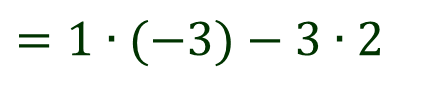 = 1 · (−3) − 3 · 2